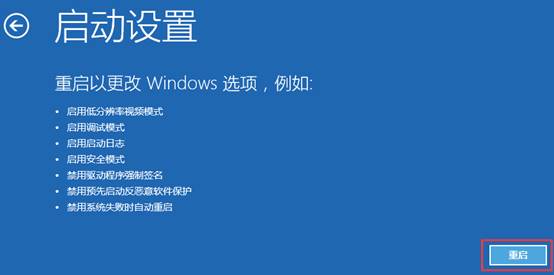 启动设置
重启以更改 Windows 选项，例如:
• 启用低分辨率视频模式
• 启用调试模式
• 启用启动日志
• 启用安全模式
• 禁用驱动程序强制签名
• 禁用预先启动反恶意软件保护
• 禁用系统失败时自动重启
重启